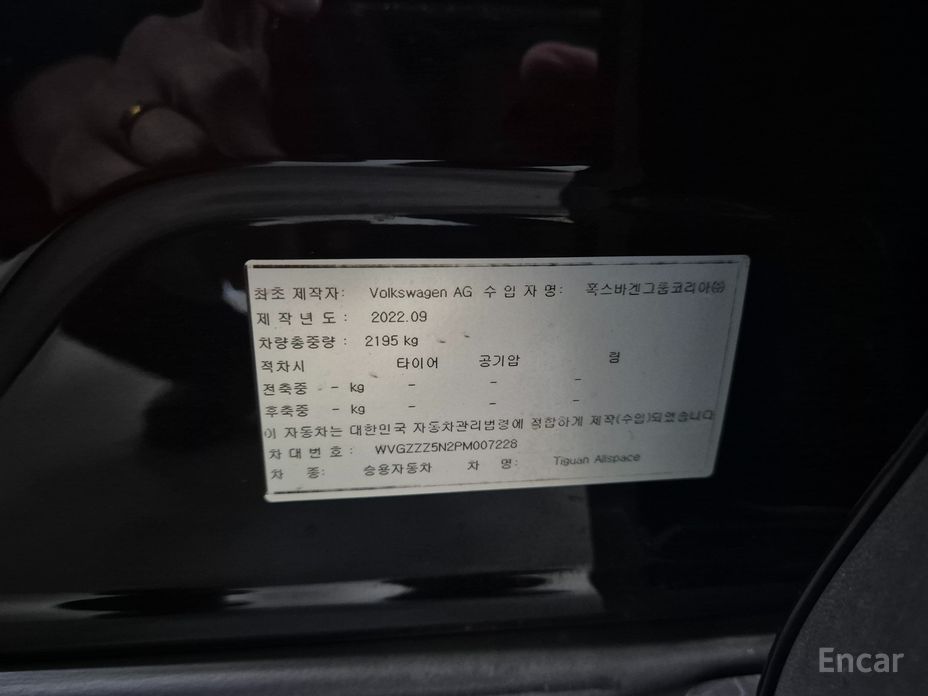 최초 제작자: Volkswagen AG 수 입 자 명: 폭스바겐그룹코리아㈜
제 작 년 도 : 2022.09
차량총중량 : 2195 kg
적차시 타이어 공기압 림
전축중 - kg - - -
후축중 - kg - - -
이 자동차는 대한민국 자동차관리법령에 적합하게 제작(수입)되었습니다
차 대 번 호 : WVGZZZ5N2PM007228
차 종: 승용자동차 차 명: Tiguan Allspace
Encar